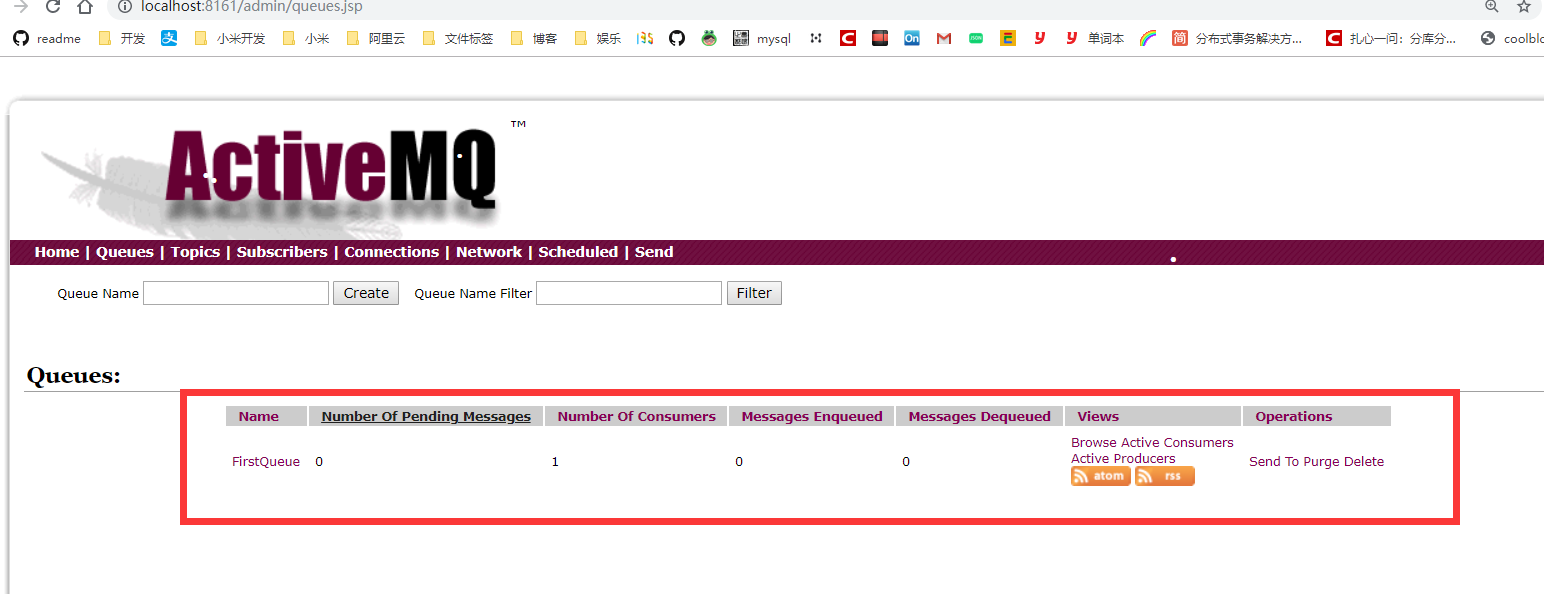 localhost:8161/admin/queues.jsp
readme 开发 小米开发 小米 阿里云 文件标签 博客 娱乐 mysql On 单词本 简 分布式事务解决方... 扎心一问：分库分... coolblo
ActiveMQ ™
Home | Queues | Topics | Subscribers | Connections | Network | Scheduled | Send
Queue Name Create Queue Name Filter Filter
Queues:
Name Number Of Pending Messages Number Of Consumers Messages Enqueued Messages Dequeued Views Operations
FirstQueue 0 1 0 0 Browse Active Consumers
Active Producers
atom rss
Send To Purge Delete